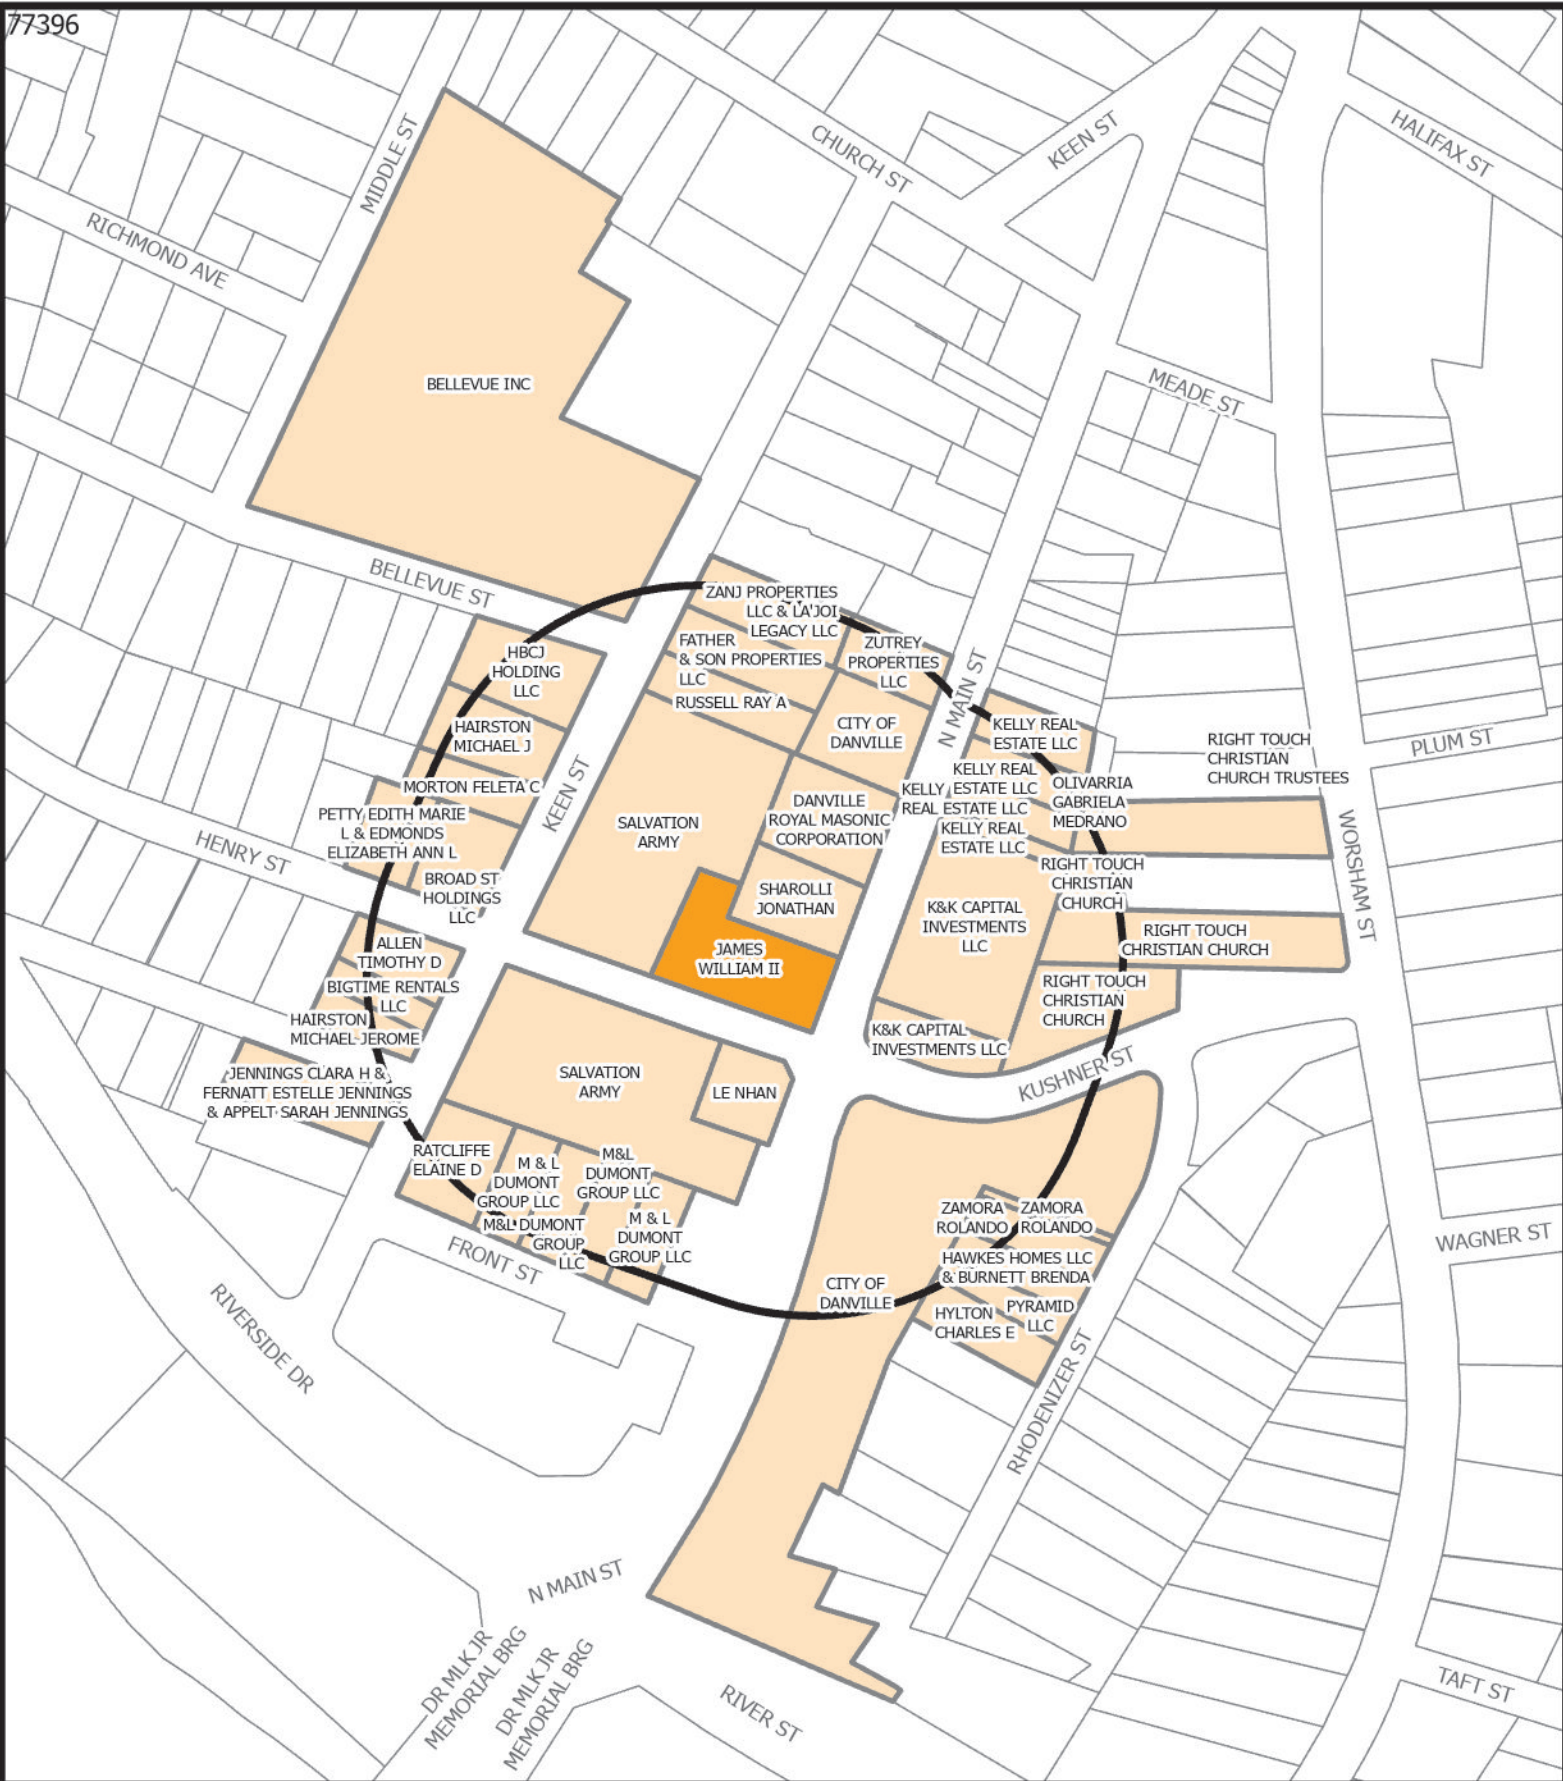 77396
CHURCH ST
KEEN ST
HALIFAX ST
MIDDLE ST
RICHMOND AVE
BELLEVUE INC
MEADE ST
BELLEVUE ST
ZANJ PROPERTIES
LLC & LA'JOI
LEGACY LLC
FATHER
& SON PROPERTIES
LLC
ZUTREY
PROPERTIES
LLC
HBCJ
HOLDING
LLC
RUSSELL RAY A
N MAIN ST
CITY OF
DANVILLE
HAIRSTON
MICHAEL J
KELLY REAL
ESTATE LLC
RIGHT TOUCH
CHRISTIAN
CHURCH TRUSTEES
PLUM ST
MORTON FELETA C
KEEN ST
KELLY REAL
ESTATE LLC
KELLY
REAL ESTATE LLC
OLIVARRIA
GABRIELA
MEDRANO
PETTY EDITH MARIE
L & EDMONDS
ELIZABETH ANN L
SALVATION
ARMY
DANVILLE
ROYAL MASONIC
CORPORATION
KELLY REAL
ESTATE LLC
HENRY ST
WORSHAM ST
BROAD ST
HOLDINGS
LLC
SHAROLLI
JONATHAN
RIGHT TOUCH
CHRISTIAN
CHURCH
K&K CAPITAL
INVESTMENTS
LLC
RIGHT TOUCH
CHRISTIAN CHURCH
ALLEN
TIMOTHY D
JAMES
WILLIAM II
BIGTIME RENTALS
LLC
RIGHT TOUCH
CHRISTIAN
CHURCH
HAIRSTON
MICHAEL JEROME
K&K CAPITAL
INVESTMENTS LLC
JENNINGS CLARA H &
FERNATT ESTELLE JENNINGS
& APPELT SARAH JENNINGS
SALVATION
ARMY
LE NHAN
KUSHNER ST
RATCLIFFE
ELAINE D
M & L
DUMONT
GROUP LLC
M&L
DUMONT
GROUP LLC
M&L DUMONT
GROUP
LLC
M & L
DUMONT
GROUP LLC
ZAMORA
ROLANDO
ZAMORA
ROLANDO
WAGNER ST
FRONT ST
HAWKES HOMES LLC
& BURNETT BRENDA
CITY OF
DANVILLE
HYLTON
CHARLES E
PYRAMID
LLC
RIVERSIDE DR
RHODENIZER ST
N MAIN ST
DR MLK JR
MEMORIAL BRG
DR MLK JR
MEMORIAL BRG
RIVER ST
TAFT ST